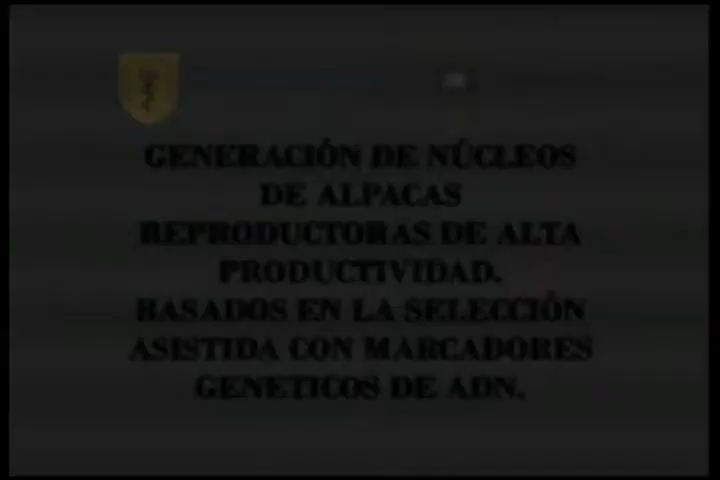 GENERACIÓN DE NÚCLEOS
DE ALPACAS
REPRODUCTORAS DE ALTA
PRODUCTIVIDAD.
BASADOS EN LA SELECCIÓN
ASISTIDA CON MARCADORES
GENETICOS DE ADN.